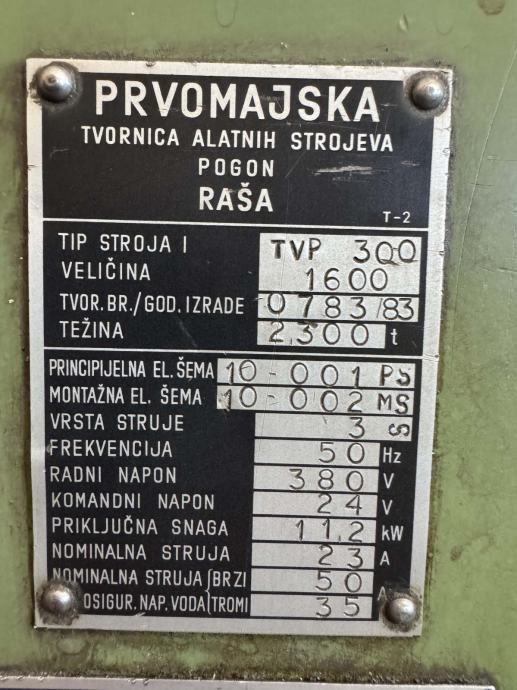 PRVOMAJSKA
TVORNICA ALATNIH STROJEVA
POGON
RAŠA
T-2
TIP STROJA I TVP 300
VELIČINA 1600
TVOR. BR./GOD. IZRADE 0783/83
TEŽINA 2,300 t
PRINCIPIJELNA EL. ŠEMA 10-001 PS
MONTAŽNA EL. ŠEMA 10-002 MS
VRSTA STRUJE 3 ∽
FREKVENCIJA 50 Hz
RADNI NAPON 380 V
KOMANDNI NAPON 24 V
PRIKLJUČNA SNAGA 11,2 kW
NOMINALNA STRUJA 23 A
NOMINALNA STRUJA BRZI 50 A
OSIGUR. NAP. VODA TROMI 35